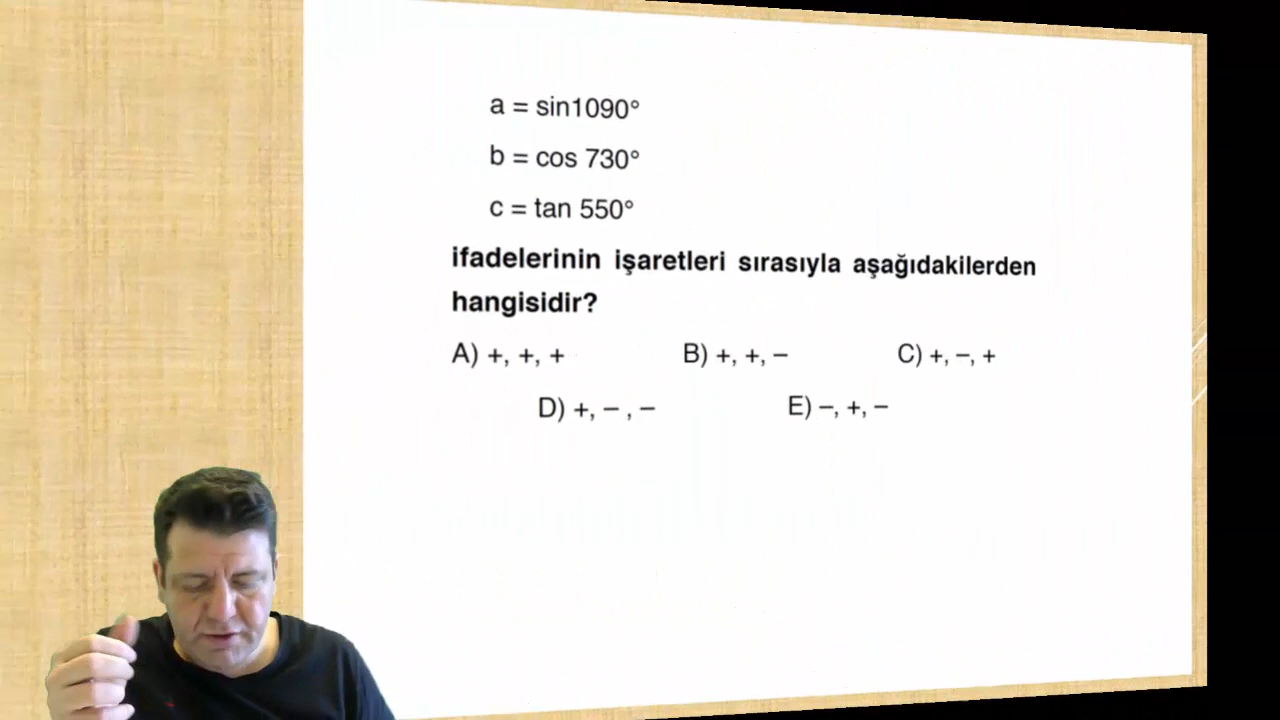 a = sin1090°
b = cos 730°
c = tan 550°
ifadelerinin işaretleri sırasıyla aşağıdakilerden
hangisidir?
A) +, +, + B) +, +, – C) +, –, +
D) +, – , – E) –, +, –